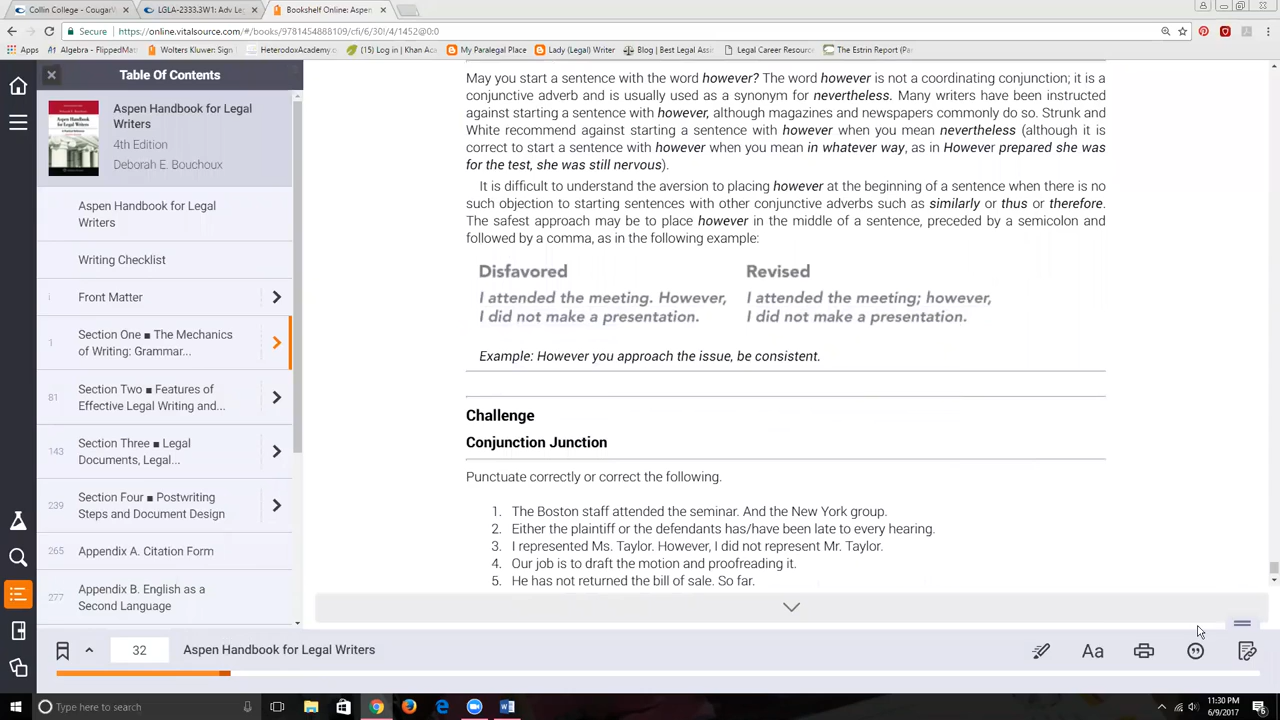 Collin College - CougarW
LGLA-2333.3W1: Adv Leg
Bookshelf Online: Aspen
Secure
https://online.vitalsource.com/#/books/9781454888109/cfi/6/30!/4/1452@0:0
Apps
Algebra - FlippedMat
Wolters Kluwer: Sign
HeterodoxAcademy.o
(15) Log in | Khan Aca
My Paralegal Place
Lady (Legal) Writer
Blog | Best Legal Assi
Legal Career Resourc
The Estrin Report (Par
Table Of Contents
Aspen Handbook for Legal
Writers
4th Edition
Deborah E. Bouchoux
Aspen Handbook for Legal
Writers
Writing Checklist
i Front Matter
1 Section One ■ The Mechanics
of Writing: Grammar...
81 Section Two ■ Features of
Effective Legal Writing and...
143 Section Three ■ Legal
Documents, Legal...
239 Section Four ■ Postwriting
Steps and Document Design
265 Appendix A. Citation Form
277 Appendix B. English as a
Second Language
May you start a sentence with the word however? The word however is not a coordinating conjunction; it is a
conjunctive adverb and is usually used as a synonym for nevertheless. Many writers have been instructed
against starting a sentence with however, although magazines and newspapers commonly do so. Strunk and
White recommend against starting a sentence with however when you mean nevertheless (although it is
correct to start a sentence with however when you mean in whatever way, as in However prepared she was
for the test, she was still nervous).
It is difficult to understand the aversion to placing however at the beginning of a sentence when there is no
such objection to starting sentences with other conjunctive adverbs such as similarly or thus or therefore.
The safest approach may be to place however in the middle of a sentence, preceded by a semicolon and
followed by a comma, as in the following example:
Disfavored
I attended the meeting. However,
I did not make a presentation.
Revised
I attended the meeting; however,
I did not make a presentation.
Example: However you approach the issue, be consistent.
Challenge
Conjunction Junction
Punctuate correctly or correct the following.
1. The Boston staff attended the seminar. And the New York group.
2. Either the plaintiff or the defendants has/have been late to every hearing.
3. I represented Ms. Taylor. However, I did not represent Mr. Taylor.
4. Our job is to draft the motion and proofreading it.
5. He has not returned the bill of sale. So far.
32
Aspen Handbook for Legal Writers
Aa
Type here to search
11:30 PM
6/9/2017